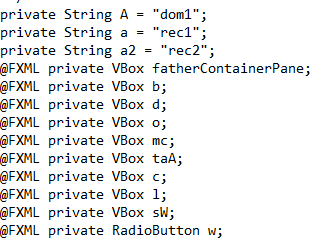 private String A = "dom1";
private String a = "rec1";
private String a2 = "rec2";
@FXML private VBox fatherContainerPane;
@FXML private VBox b;
@FXML private VBox d;
@FXML private VBox o;
@FXML private VBox mc;
@FXML private VBox taA;
@FXML private VBox c;
@FXML private VBox l;
@FXML private VBox sW;
@FXML private RadioButton w;